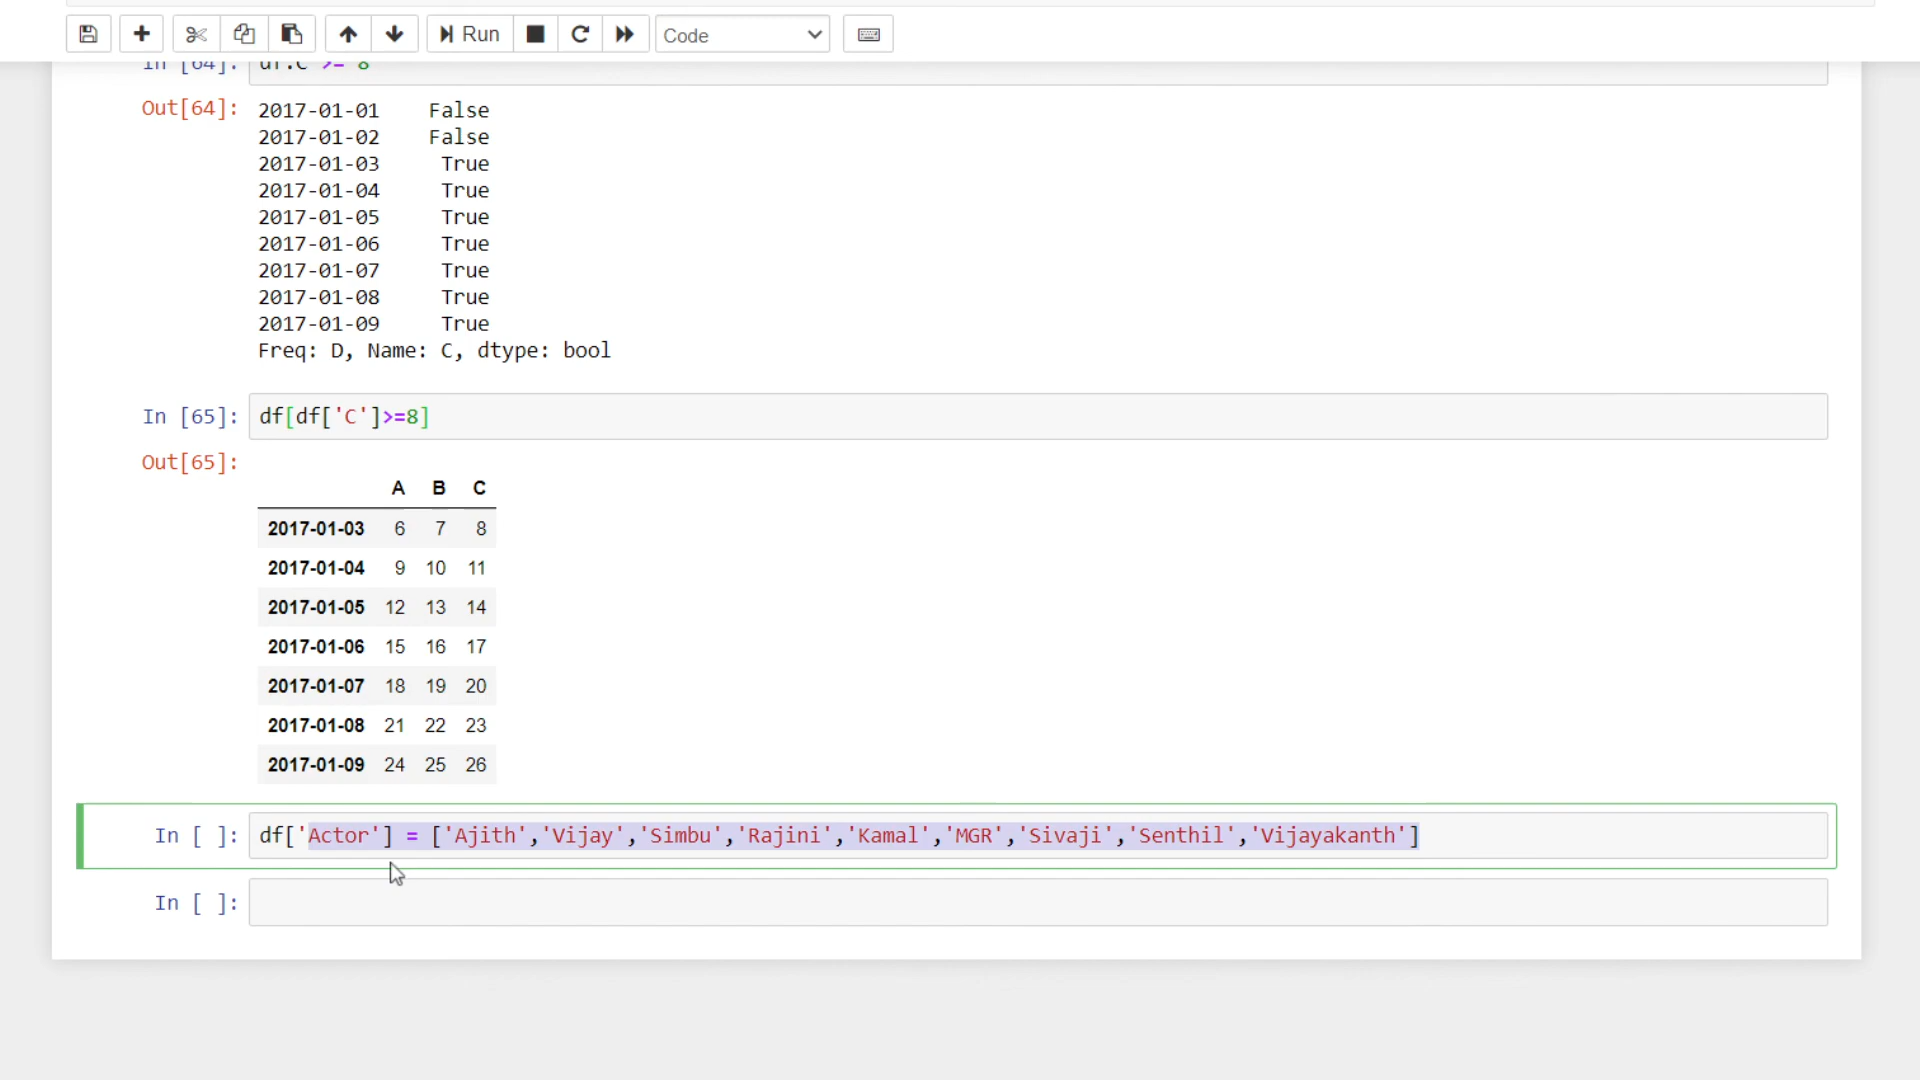 Run Code
In [64]: df.C >= 8
Out[64]: 2017-01-01 False
2017-01-02 False
2017-01-03 True
2017-01-04 True
2017-01-05 True
2017-01-06 True
2017-01-07 True
2017-01-08 True
2017-01-09 True
Freq: D, Name: C, dtype: bool
In [65]: df[df['C']>=8]
Out[65]:
A B C
2017-01-03 6 7 8
2017-01-04 9 10 11
2017-01-05 12 13 14
2017-01-06 15 16 17
2017-01-07 18 19 20
2017-01-08 21 22 23
2017-01-09 24 25 26
In [ ]: df['Actor'] = ['Ajith','Vijay','Simbu','Rajini','Kamal','MGR','Sivaji','Senthil','Vijayakanth']
In [ ]: